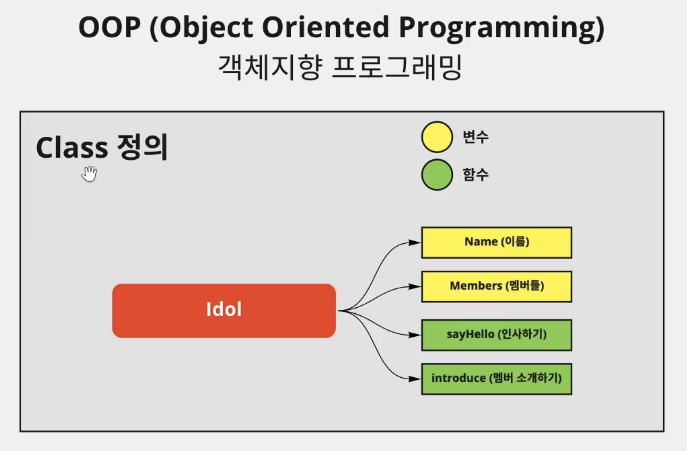 OOP (Object Oriented Programming)
객체지향 프로그래밍
Class 정의
변수
함수
Idol
Name (이름)
Members (멤버들)
sayHello (인사하기)
introduce (멤버 소개하기)